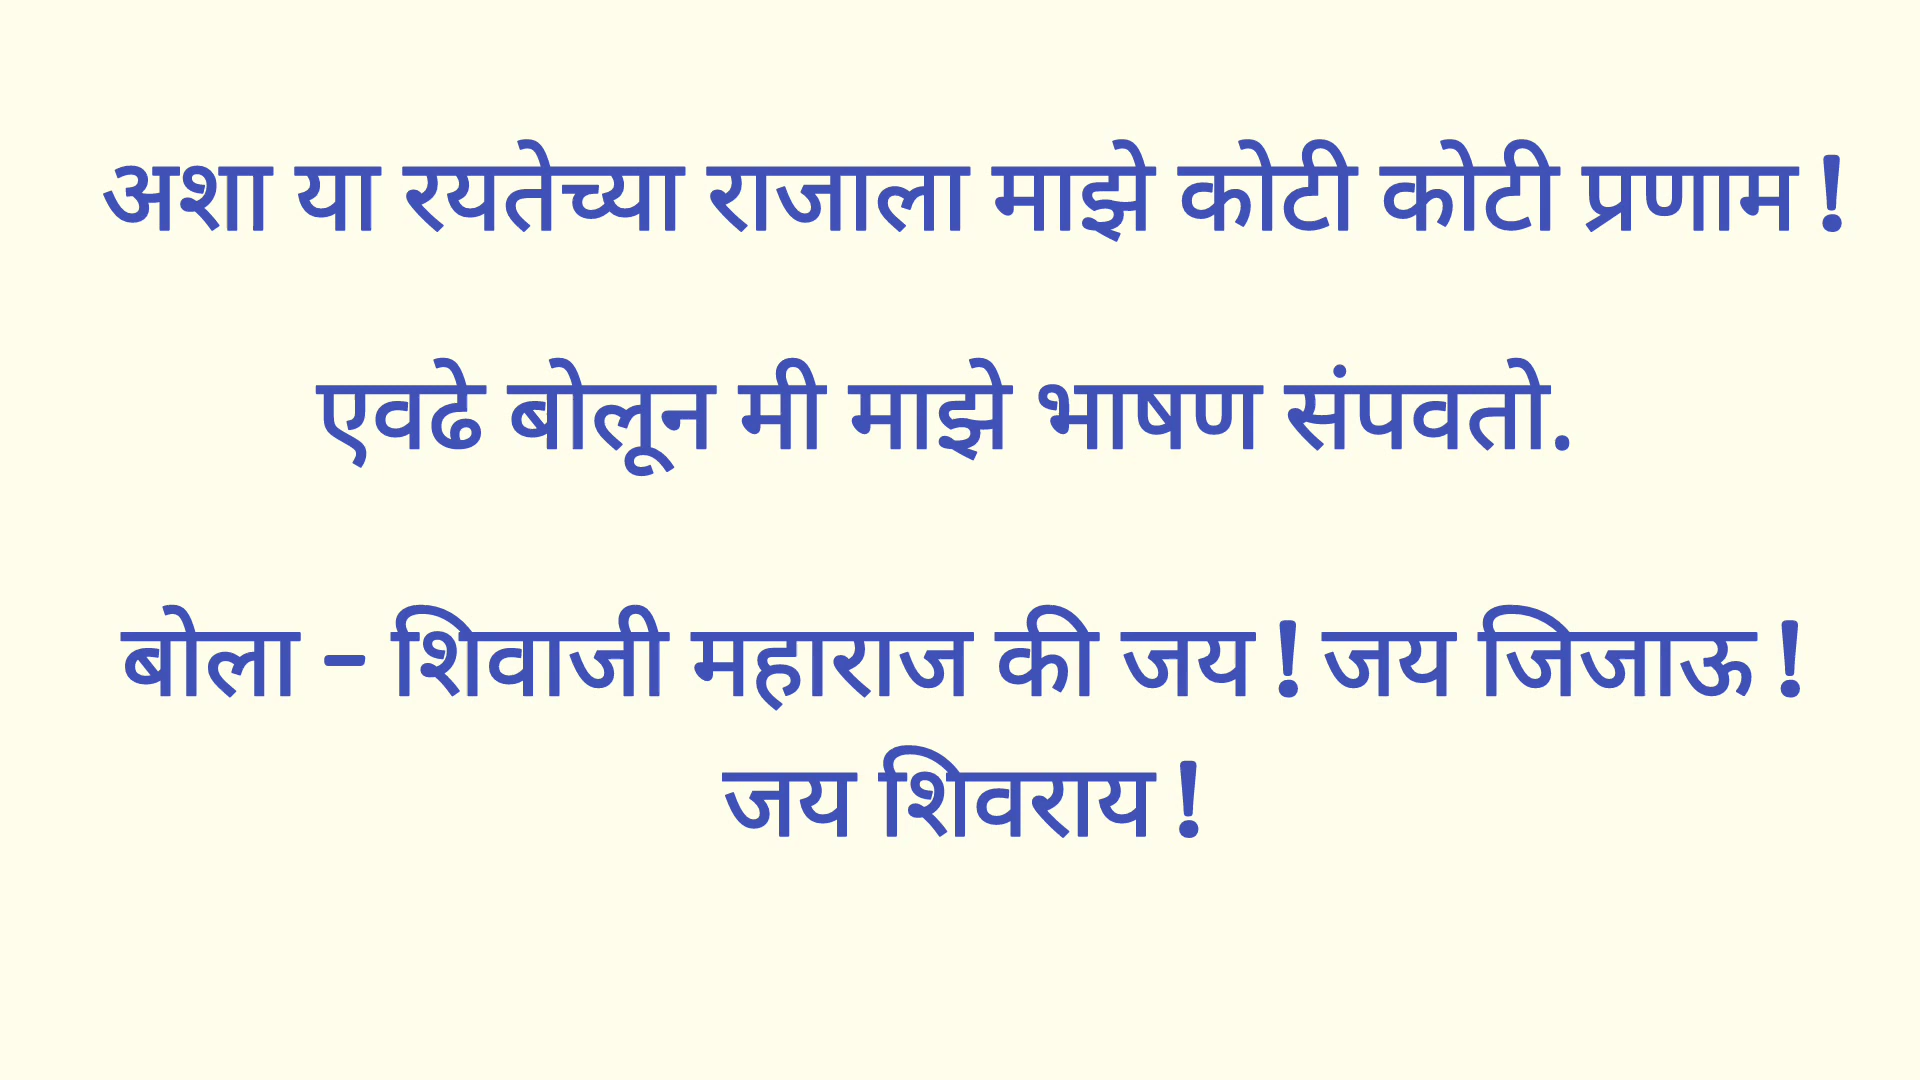 अशा या रयतेच्या राजाला माझे कोटी कोटी प्रणाम !
एवढे बोलून मी माझे भाषण संपवतो.
बोला - शिवाजी महाराज की जय ! जय जिजाऊ !
जय शिवराय !